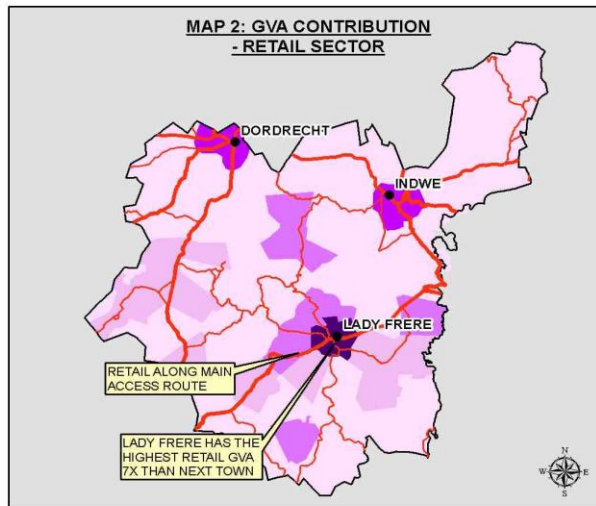 MAP 2: GVA CONTRIBUTION
- RETAIL SECTOR
DORDRECHT
INDWE
LADY FRERE
RETAIL ALONG MAIN
ACCESS ROUTE
LADY FRERE HAS THE
HIGHEST RETAIL GVA
7X THAN NEXT TOWN
N
W E
S